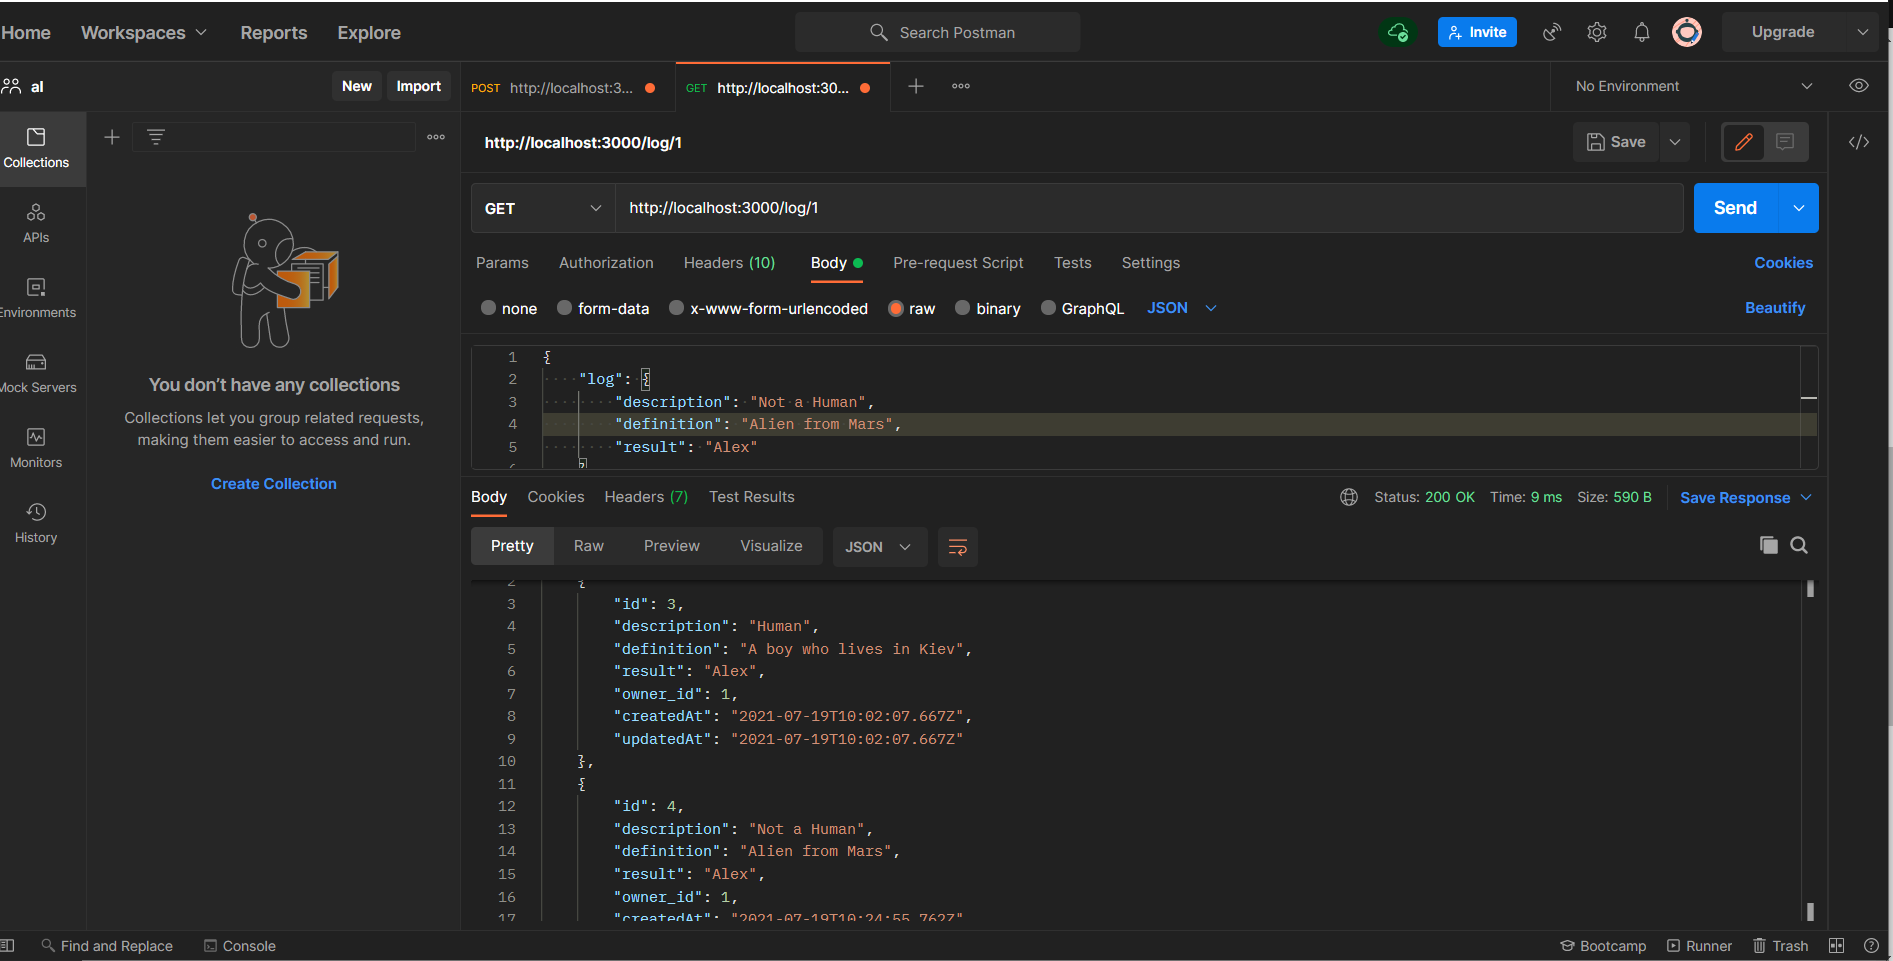 Home Workspaces Reports Explore Search Postman Invite Upgrade
al New Import POST http://localhost:3... GET http://localhost:30... No Environment
http://localhost:3000/log/1 Save
Collections
GET http://localhost:3000/log/1 Send
APIs
Params Authorization Headers (10) Body Pre-request Script Tests Settings Cookies
none form-data x-www-form-urlencoded raw binary GraphQL JSON Beautify
Environments
1 {
2 "log": {
3 "description": "Not a Human",
4 "definition": "Alien from Mars",
5 "result": "Alex"
6 }
Mock Servers
You don't have any collections
Collections let you group related requests,
making them easier to access and run.
Create Collection
Monitors
History
Body Cookies Headers (7) Test Results Status: 200 OK Time: 9 ms Size: 590 B Save Response
Pretty Raw Preview Visualize JSON
2 {
3 "id": 3,
4 "description": "Human",
5 "definition": "A boy who lives in Kiev",
6 "result": "Alex",
7 "owner_id": 1,
8 "createdAt": "2021-07-19T10:02:07.667Z",
9 "updatedAt": "2021-07-19T10:02:07.667Z"
10 },
11 {
12 "id": 4,
13 "description": "Not a Human",
14 "definition": "Alien from Mars",
15 "result": "Alex",
16 "owner_id": 1,
17 "createdAt": "2021-07-19T10:24:55.762Z"
Find and Replace Console Bootcamp Runner Trash